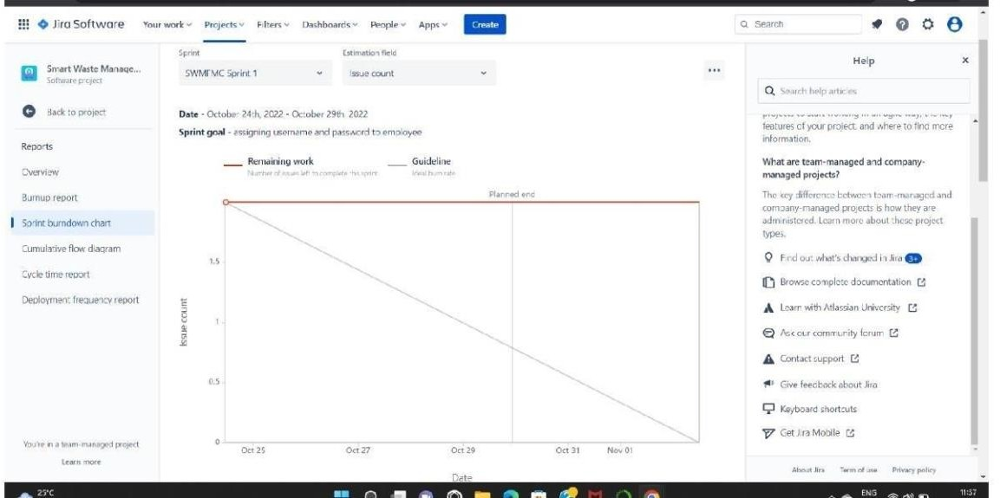 Jira Software
Your work Projects Filters Dashboards People Apps Create
Search
Smart Waste Manage...
Software project
Back to project
Reports
Overview
Burnup report
Sprint burndown chart
Cumulative flow diagram
Cycle time report
Deployment frequency report
You're in a team-managed project
Learn more
Sprint
Estimation field
Sprint 1
Issue count
Date - October 24th, 2022 - October 29th, 2022
Sprint goal - assigning username and password to employee
Remaining work
Number of issues left to complete the sprint
Guideline
Ideal burn rate
Planned end
1.5
1
0.5
0
Issue count
Oct 25
Oct 27
Oct 29
Oct 31
Nov 01
Date
Help
Search help articles
features of your project, and where to find more
information.
What are team-managed and company-
managed projects?
The key difference between team-managed and
company-managed projects is how they are
administered. Learn more about these project
types.
Find out what's changed in Jira 3+
Browse complete documentation
Learn with Atlassian University
Ask our community forum
Contact support
Give feedback about Jira
Keyboard shortcuts
Get Jira Mobile
About Jira Term of use Privacy policy
25°C
ENG
11:57